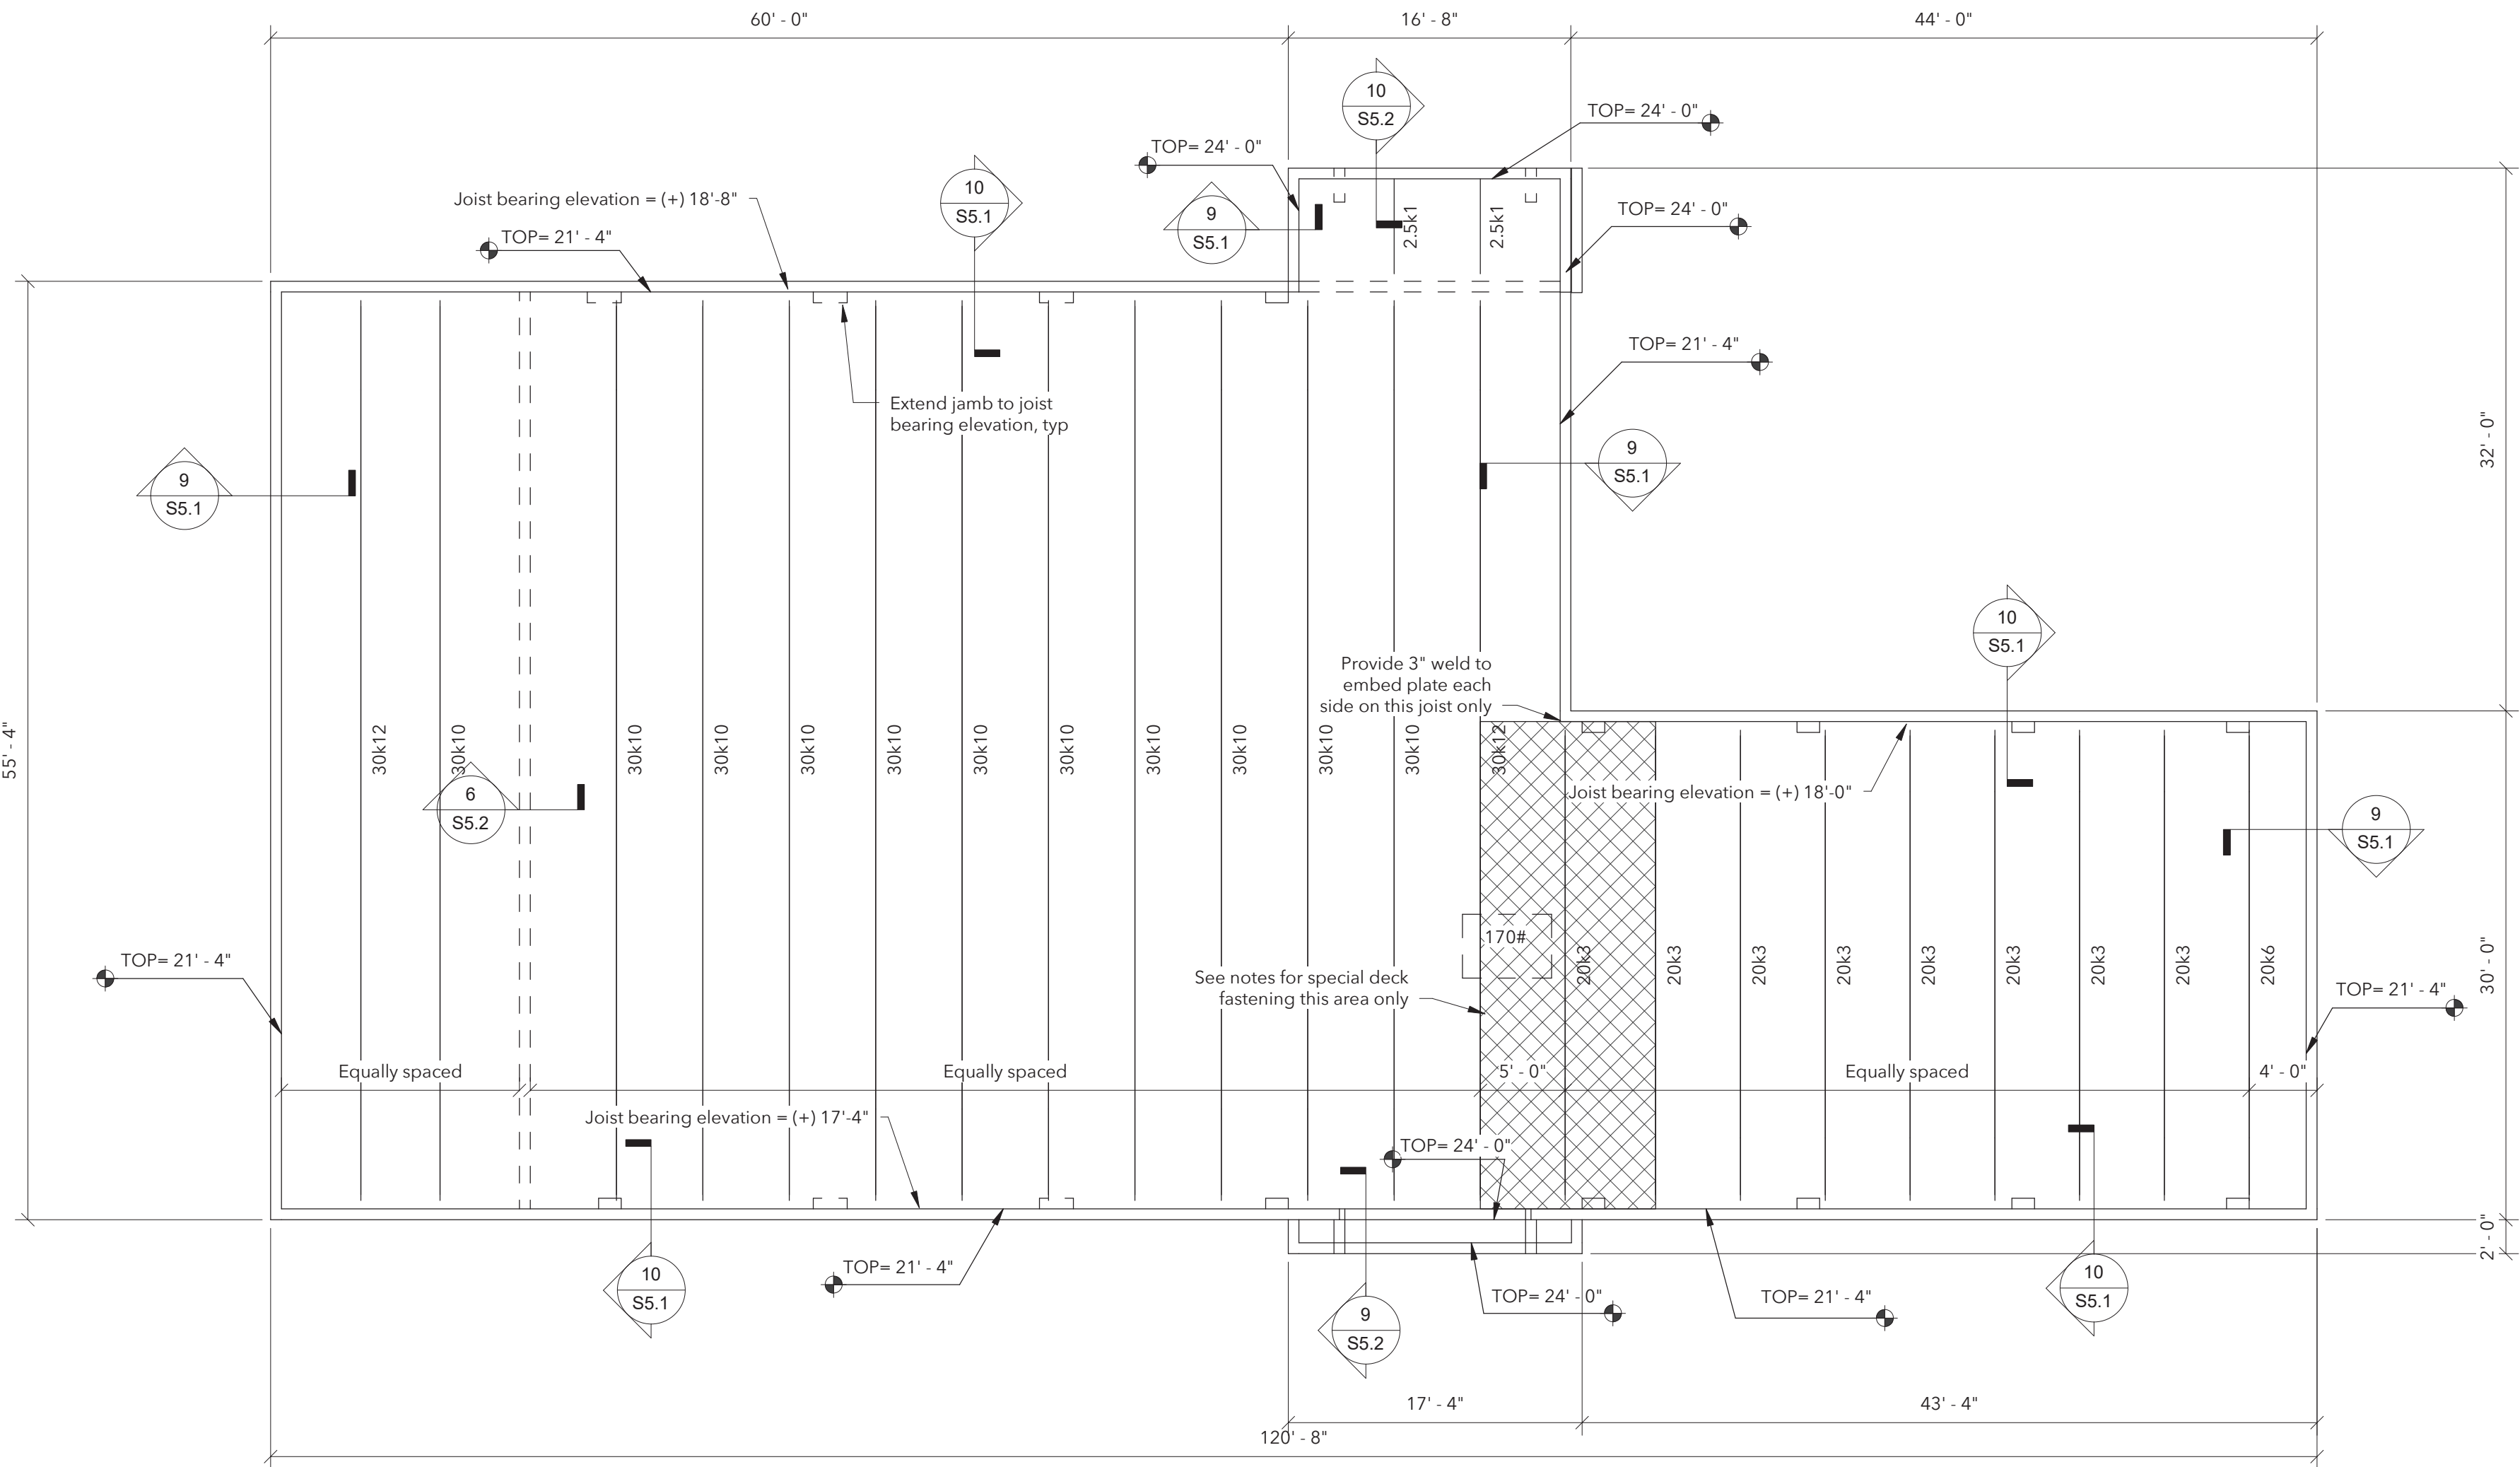 60' - 0"
16' - 8"
44' - 0"
10
S5.2
TOP= 24' - 0"
TOP= 24' - 0"
Joist bearing elevation = (+) 18'-8"
10
S5.1
9
S5.1
2.5k1
2.5k1
TOP= 24' - 0"
TOP= 21' - 4"
TOP= 21' - 4"
Extend jamb to joist
bearing elevation, typ
32' - 0"
9
S5.1
9
S5.1
10
S5.1
Provide 3" weld to
embed plate each
side on this joist only
55' - 4"
30k12
30k10
30k10
30k10
30k10
30k10
30k10
30k10
30k10
30k10
30k10
30k10
30k12
6
S5.2
Joist bearing elevation = (+) 18'-0"
9
S5.1
170#
TOP= 21' - 4"
See notes for special deck
fastening this area only
20k3
20k3
20k3
20k3
20k3
20k3
20k3
20k3
20k6
30' - 0"
TOP= 21' - 4"
Equally spaced
Equally spaced
5' - 0"
Equally spaced
4' - 0"
Joist bearing elevation = (+) 17'-4"
TOP= 24' - 0"
2' - 0"
10
S5.1
TOP= 21' - 4"
9
S5.2
TOP= 24' - 0"
TOP= 21' - 4"
10
S5.1
17' - 4"
43' - 4"
120' - 8"